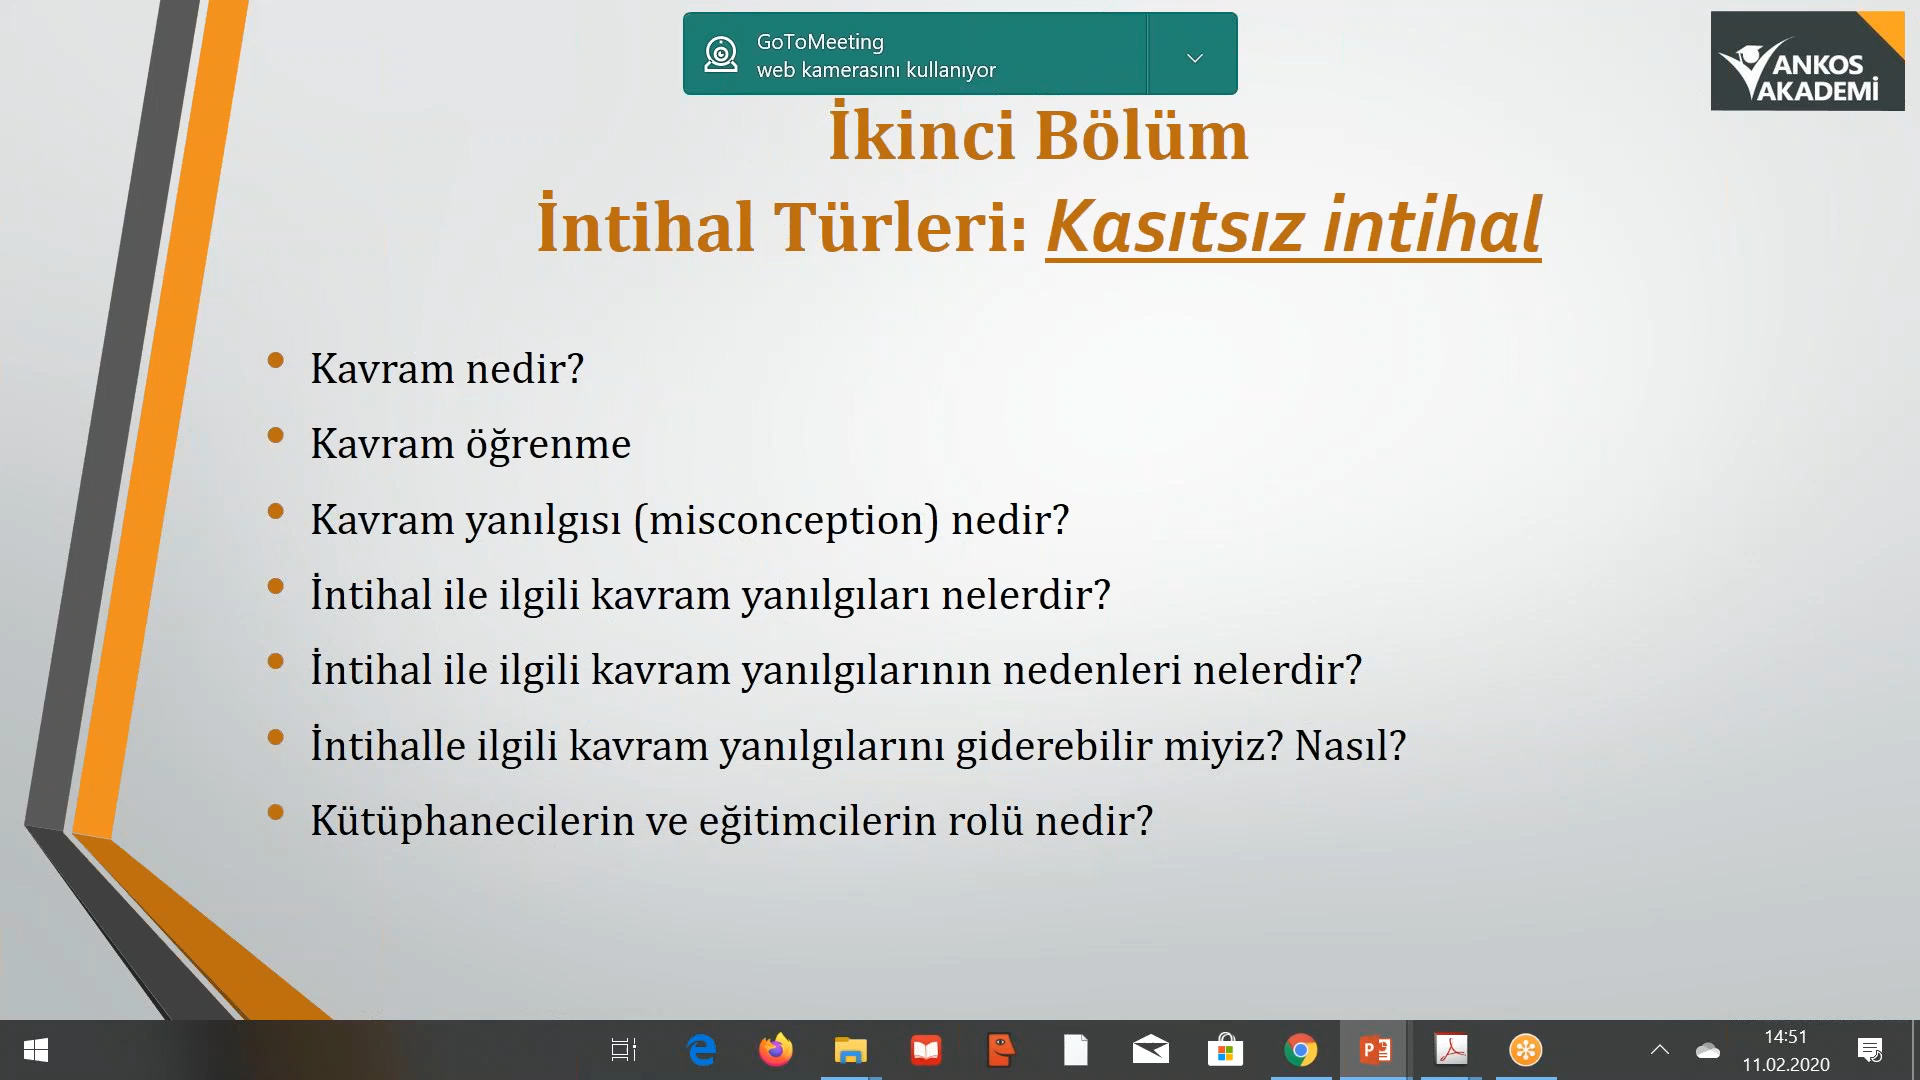 GoToMeeting
web kamerasını kullanıyor
ANKOS
AKADEMİ
İkinci Bölüm
İntihal Türleri: Kasıtsız intihal
• Kavram nedir?
• Kavram öğrenme
• Kavram yanılgısı (misconception) nedir?
• İntihal ile ilgili kavram yanılgıları nelerdir?
• İntihal ile ilgili kavram yanılgılarının nedenleri nelerdir?
• İntihalle ilgili kavram yanılgılarını giderebilir miyiz? Nasıl?
• Kütüphanecilerin ve eğitimcilerin rolü nedir?
14:51
11.02.2020